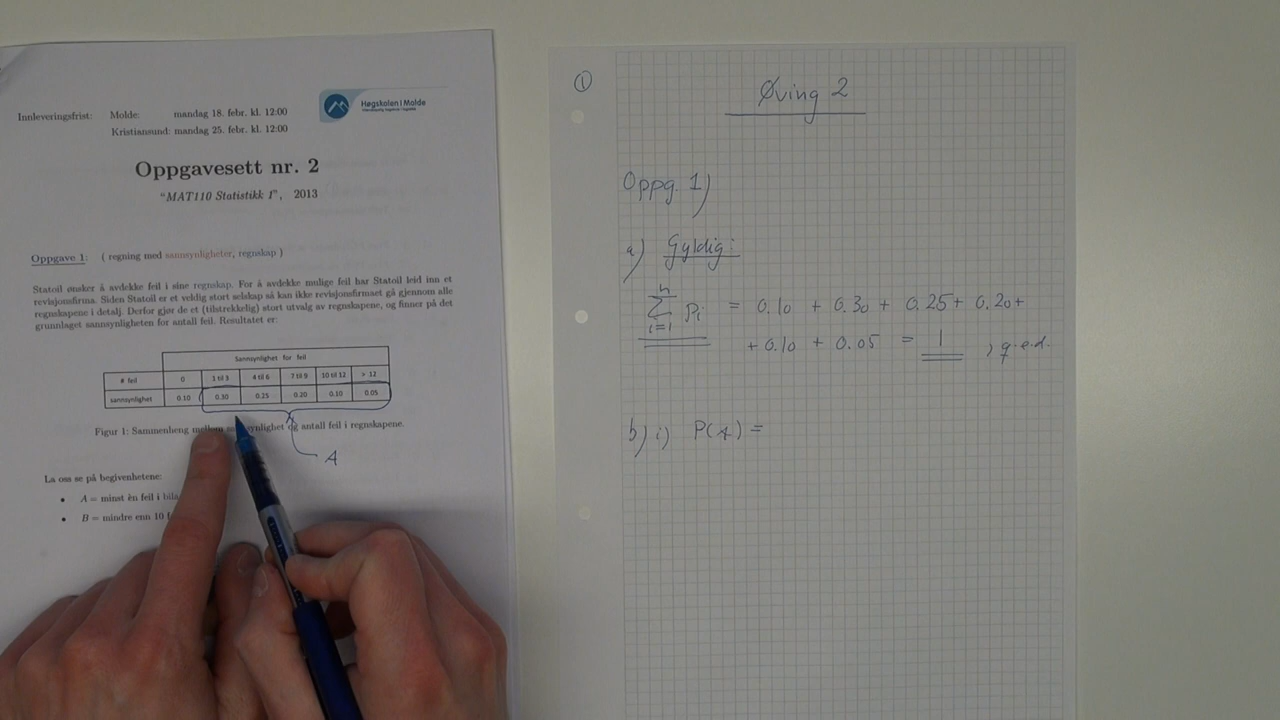 Innleveringsfrist: Molde: mandag 18. febr. kl. 12:00
Kristiansund: mandag 25. febr. kl. 12:00
Høgskolen i Molde
Oppgavesett nr. 2
“MAT110 Statistikk 1”, 2013
Oppgave 1: ( regning med sannsynligheter, regnskap )
Statoil ønsker å avdekke feil i sine regnskap. For å avdekke mulige feil har Statoil leid inn et
revisjonsfirma. Siden Statoil er et veldig stort selskap så kan ikke revisjonsfirmaet gå gjennom alle
regnskapene i detalj. Derfor gjør de et (tilstrekkelig) stort utvalg av regnskapene, og finner på det
grunnlaget sannsynligheten for antall feil. Resultatet er:
Sannsynlighet for feil
# feil 0 1 til 3 4 til 6 7 til 9 10 til 12 > 12
sannsynlighet 0.10 0.30 0.25 0.20 0.10 0.05
Figur 1: Sammenheng mellom og antall feil i regnskapene.
A
La oss se på begivenhetene:
• A = minst én feil i
• B = mindre enn 10
①
Øving 2
Oppg. 1)
a) Gyldig:
n
∑ pi = 0.10 + 0.30 + 0.25 + 0.20 +
i=1
+ 0.10 + 0.05 = 1 , q.e.d.
b) i) P(A) =